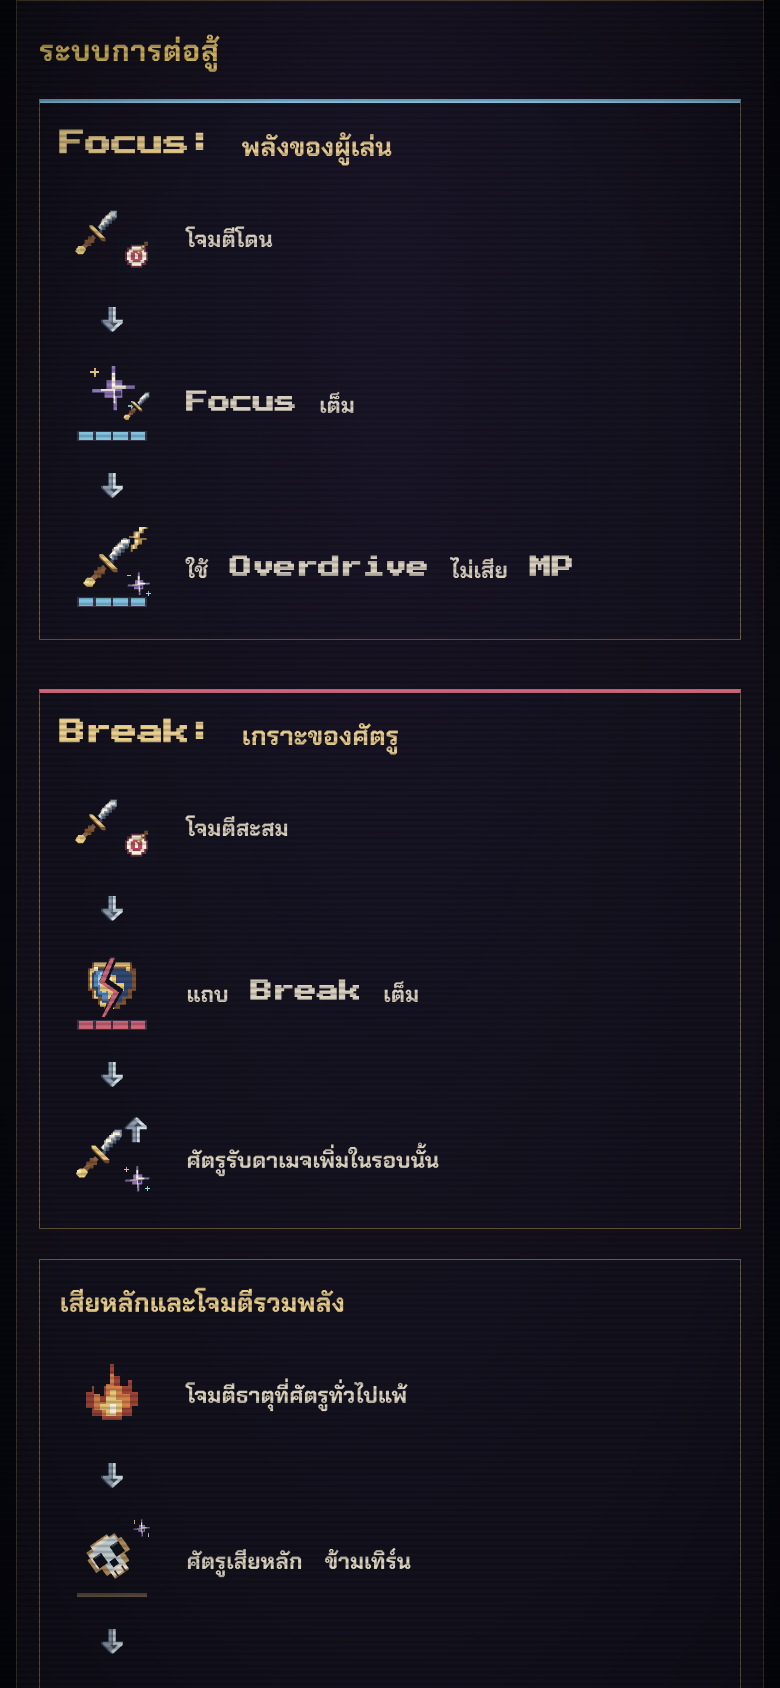 ระบบการต่อสู้
Focus: พลังของผู้เล่น
โจมตีโดน
Focus เต็ม
ใช้ Overdrive ไม่เสีย MP
Break: เกราะของศัตรู
โจมตีสะสม
แถบ Break เต็ม
ศัตรูรับดาเมจเพิ่มในรอบนั้น
เสียหลักและโจมตีรวมพลัง
โจมตีธาตุที่ศัตรูทั่วไปแพ้
ศัตรูเสียหลัก ข้ามเทิร์น